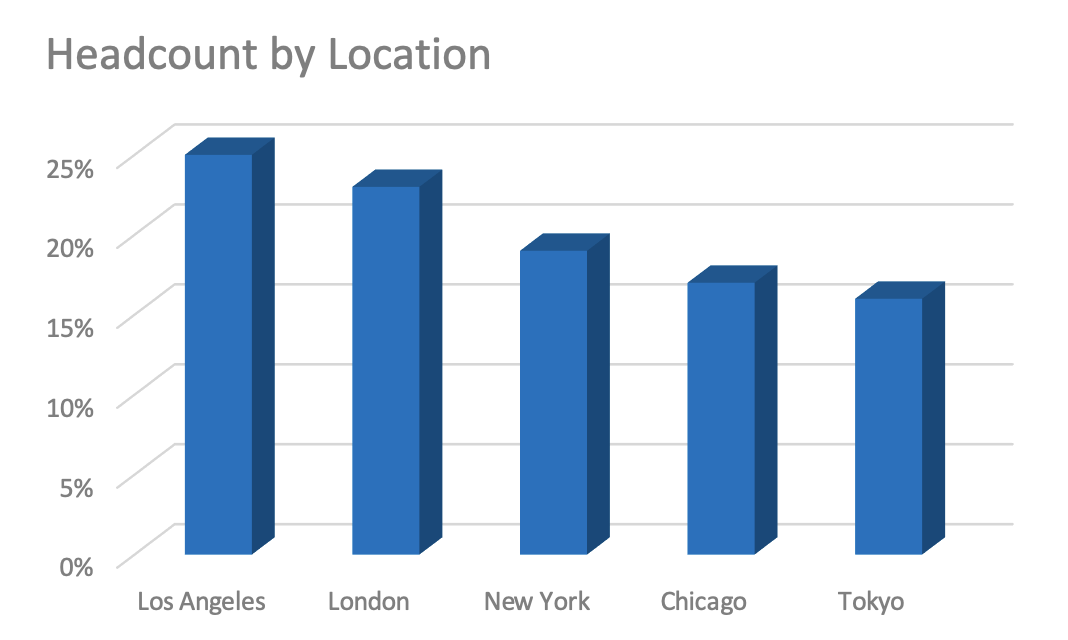 Headcount by Location
25%
20%
15%
10%
5%
0%
Los Angeles
London
New York
Chicago
Tokyo